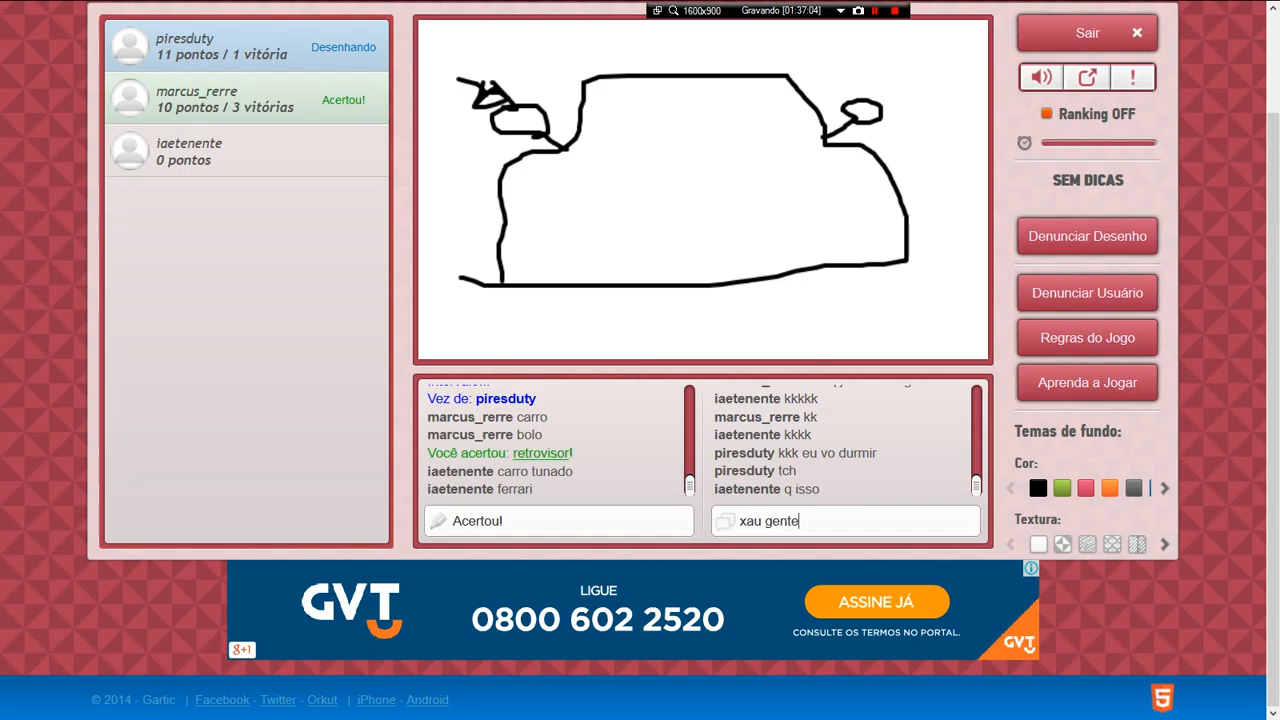 1600x900 Gravando [01:37:04]
piresduty
11 pontos / 1 vitória
Desenhando
marcus_rerre
10 pontos / 3 vitórias
Acertou!
iaetenente
0 pontos
Vez de: piresduty
marcus_rerre carro
marcus_rerre bolo
Você acertou: retrovisor!
iaetenente carro tunado
iaetenente ferrari
Acertou!
iaetenente kkkkk
marcus_rerre kk
iaetenente kkkk
piresduty kkk eu vo durmir
piresduty tch
iaetenente q isso
xau gente
Sair
Ranking OFF
SEM DICAS
Denunciar Desenho
Denunciar Usuário
Regras do Jogo
Aprenda a Jogar
Temas de fundo:
Cor:
Textura:
GVT
LIGUE
0800 602 2520
ASSINE JÁ
CONSULTE OS TERMOS NO PORTAL.
GVT
g+1
© 2014 - Gartic | Facebook - Twitter - Orkut | iPhone - Android
5